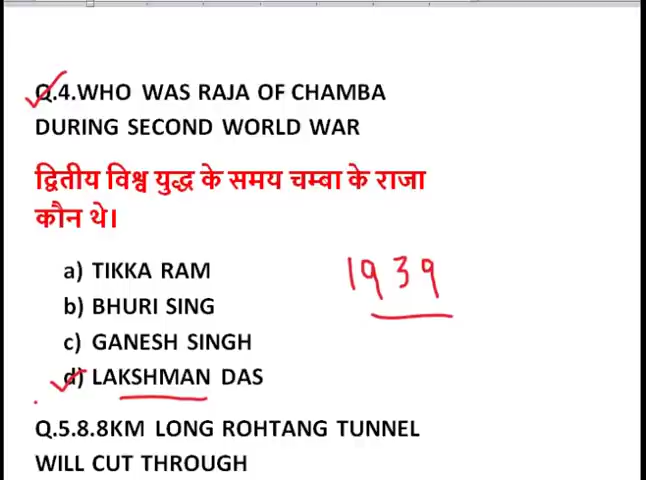 Q.4.WHO WAS RAJA OF CHAMBA
DURING SECOND WORLD WAR
द्वितीय विश्व युद्ध के समय चम्वा के राजा
कौन थे।
a) TIKKA RAM
b) BHURI SING
1939
c) GANESH SINGH
d) LAKSHMAN DAS
Q.5.8.8KM LONG ROHTANG TUNNEL
WILL CUT THROUGH